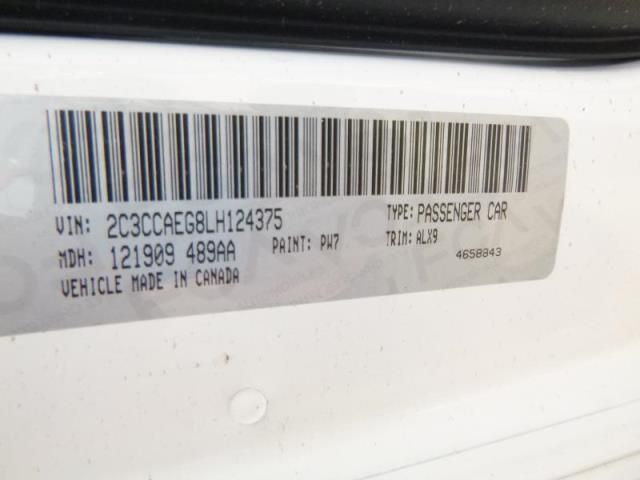 VIN: 2C3CCAEG8LH124375 TYPE: PASSENGER CAR
MDH: 121909 489AA PAINT: PW7 TRIM: ALX9
VEHICLE MADE IN CANADA 4658843